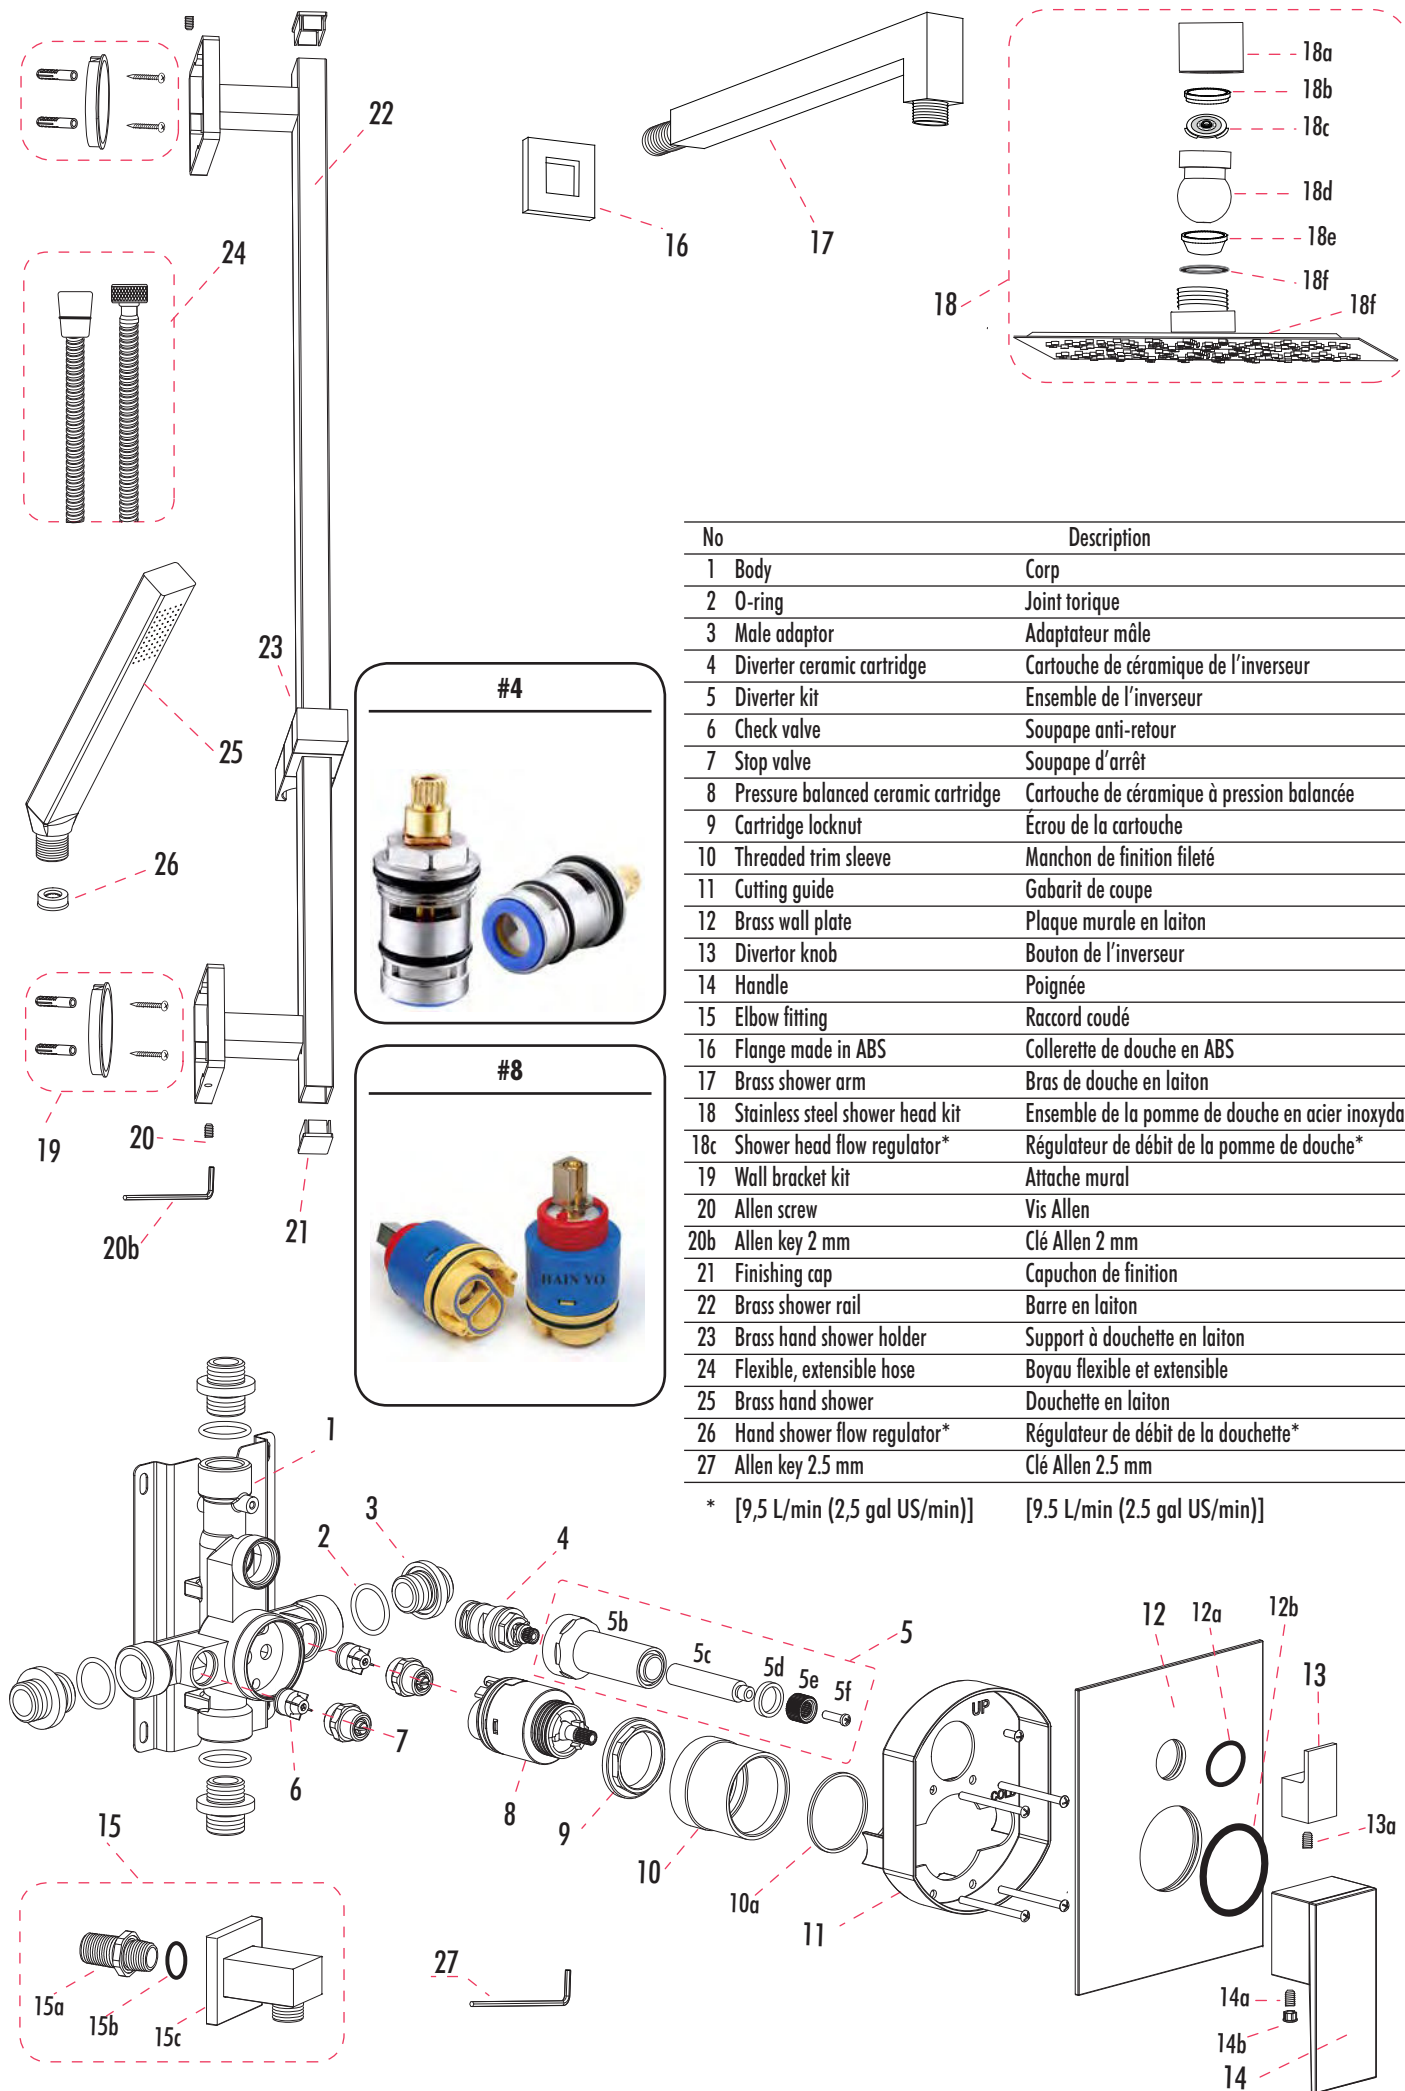 22
16
17
18
18a
18b
18c
18d
18e
18f
18f
24
25
23
26
19
20
20b
21
#4
#8
HAIN YO
No Description
1 Body Corp
2 O-ring Joint torique
3 Male adaptor Adaptateur mâle
4 Diverter ceramic cartridge Cartouche de céramique de l'inverseur
5 Diverter kit Ensemble de l'inverseur
6 Check valve Soupape anti-retour
7 Stop valve Soupape d'arrêt
8 Pressure balanced ceramic cartridge Cartouche de céramique à pression balancée
9 Cartridge locknut Écrou de la cartouche
10 Threaded trim sleeve Manchon de finition fileté
11 Cutting guide Gabarit de coupe
12 Brass wall plate Plaque murale en laiton
13 Divertor knob Bouton de l'inverseur
14 Handle Poignée
15 Elbow fitting Raccord coudé
16 Flange made in ABS Collerette de douche en ABS
17 Brass shower arm Bras de douche en laiton
18 Stainless steel shower head kit Ensemble de la pomme de douche en acier inoxyda
18c Shower head flow regulator* Régulateur de débit de la pomme de douche*
19 Wall bracket kit Attache mural
20 Allen screw Vis Allen
20b Allen key 2 mm Clé Allen 2 mm
21 Finishing cap Capuchon de finition
22 Brass shower rail Barre en laiton
23 Brass hand shower holder Support à douchette en laiton
24 Flexible, extensible hose Boyau flexible et extensible
25 Brass hand shower Douchette en laiton
26 Hand shower flow regulator* Régulateur de débit de la douchette*
27 Allen key 2.5 mm Clé Allen 2.5 mm
* [9,5 L/min (2,5 gal US/min)] [9.5 L/min (2.5 gal US/min)]
1
2
3
4
5
5b
5c
5d
5e
5f
6
7
8
9
10
10a
11
UP
COLD
12
12a
12b
13
13a
14a
14b
14
15
15a
15b
15c
27